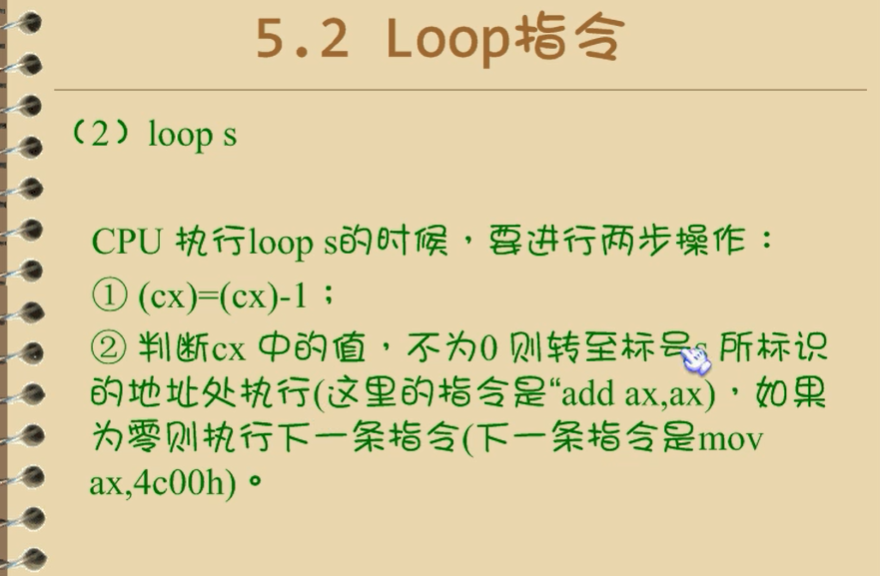 5.2 Loop指令
（2）loop s
CPU 执行loop s的时候，要进行两步操作：
① (cx)=(cx)-1；
② 判断cx 中的值，不为0 则转至标号s 所标识
的地址处执行(这里的指令是“add ax,ax)，如果
为零则执行下一条指令(下一条指令是mov
ax,4c00h)。